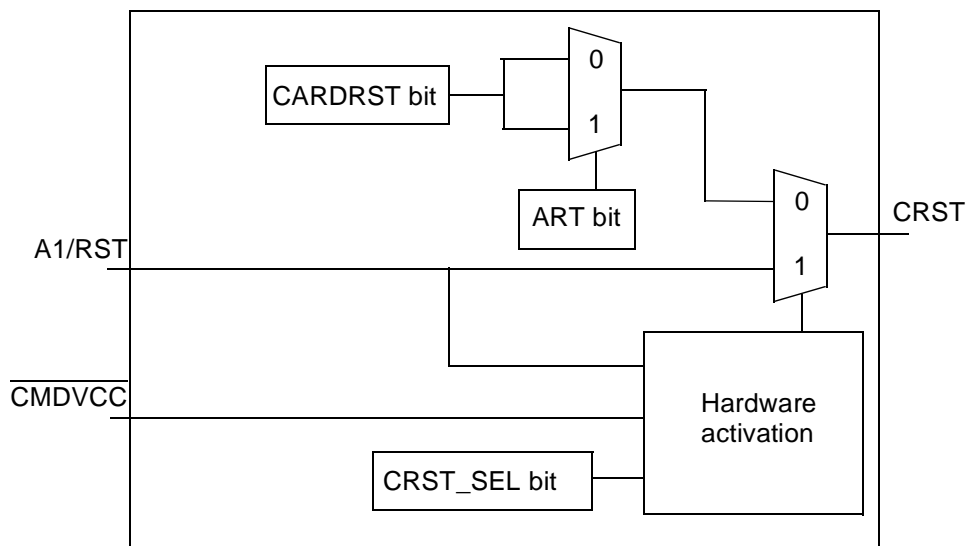 0
CARDRST bit
1
ART bit
0
CRST
A1/RST
1
CMDVCC
Hardware
activation
CRST_SEL bit